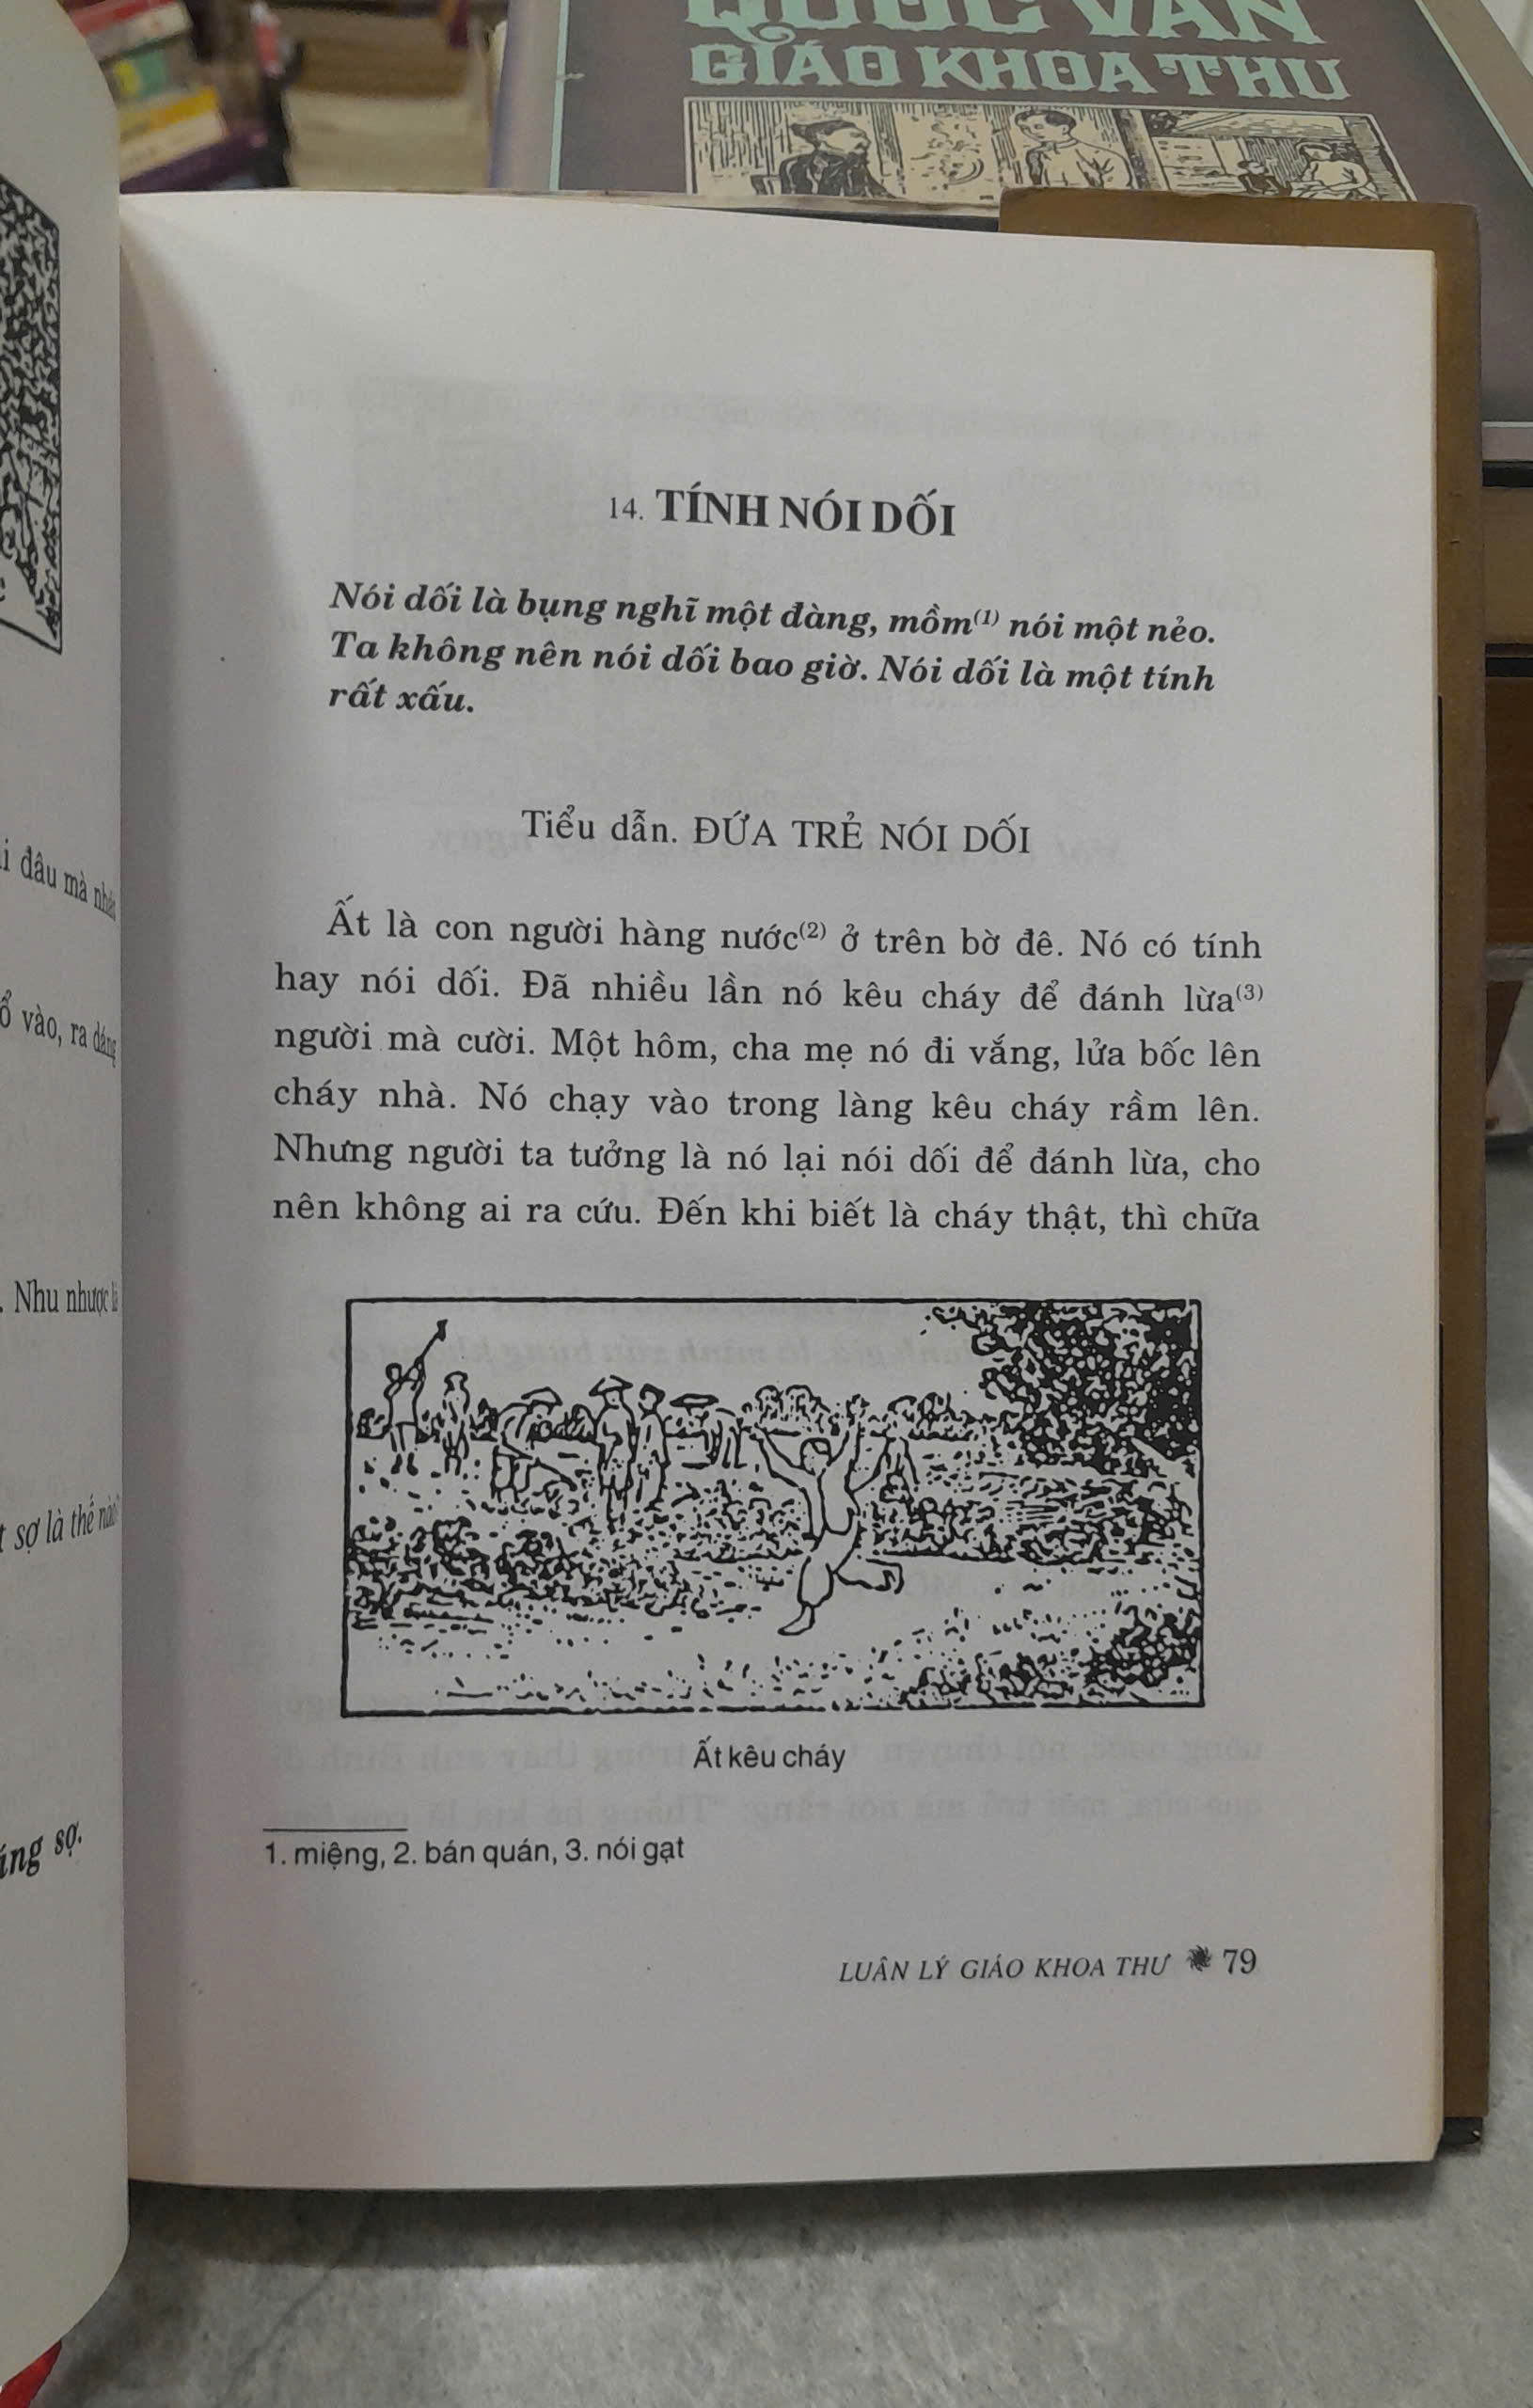 QUỐC VĂN
GIÁO KHOA THƯ
i đâu mà
ổ vào, ra dáng
. Nhu nhược là
t sợ là thế nào
sợ.
14. TÍNH NÓI DỐI
Nói dối là bụng nghĩ một đàng, mồm(1) nói một nẻo.
Ta không nên nói dối bao giờ. Nói dối là một tính
rất xấu.
Tiểu dẫn. ĐỨA TRẺ NÓI DỐI
Ất là con người hàng nước(2) ở trên bờ đê. Nó có tính
hay nói dối. Đã nhiều lần nó kêu cháy để đánh lừa(3)
người mà cười. Một hôm, cha mẹ nó đi vắng, lửa bốc lên
cháy nhà. Nó chạy vào trong làng kêu cháy rầm lên.
Nhưng người ta tưởng là nó lại nói dối để đánh lừa, cho
nên không ai ra cứu. Đến khi biết là cháy thật, thì chữa
Ất kêu cháy
1. miệng, 2. bán quán, 3. nói gạt
LUÂN LÝ GIÁO KHOA THƯ 79